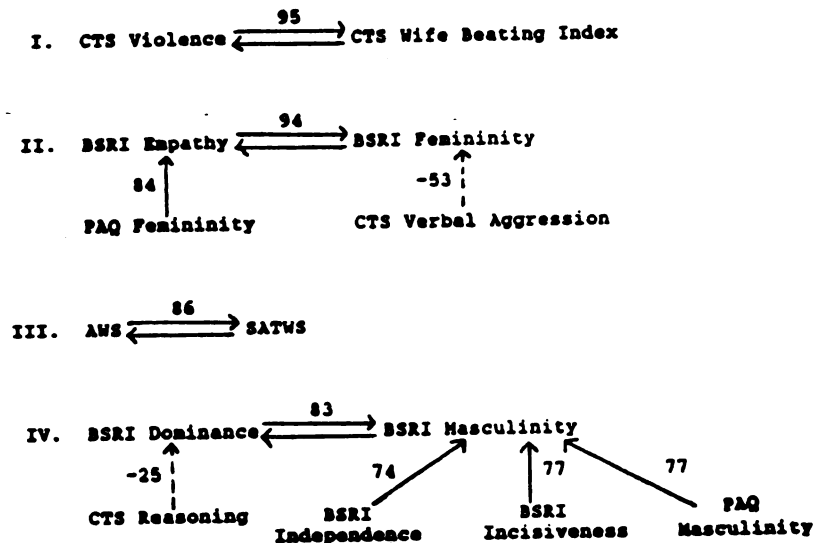 95
I. CTS Violence CTS Wife Beating Index
94
II. BSRI Empathy BSRI Femininity
84 -53
PAQ Femininity CTS Verbal Aggression
86
III. AWS SATWS
83
IV. BSRI Dominance BSRI Masculinity
-25 74 77 77
CTS Reasoning BSRI Independence BSRI Incisiveness PAQ Masculinity